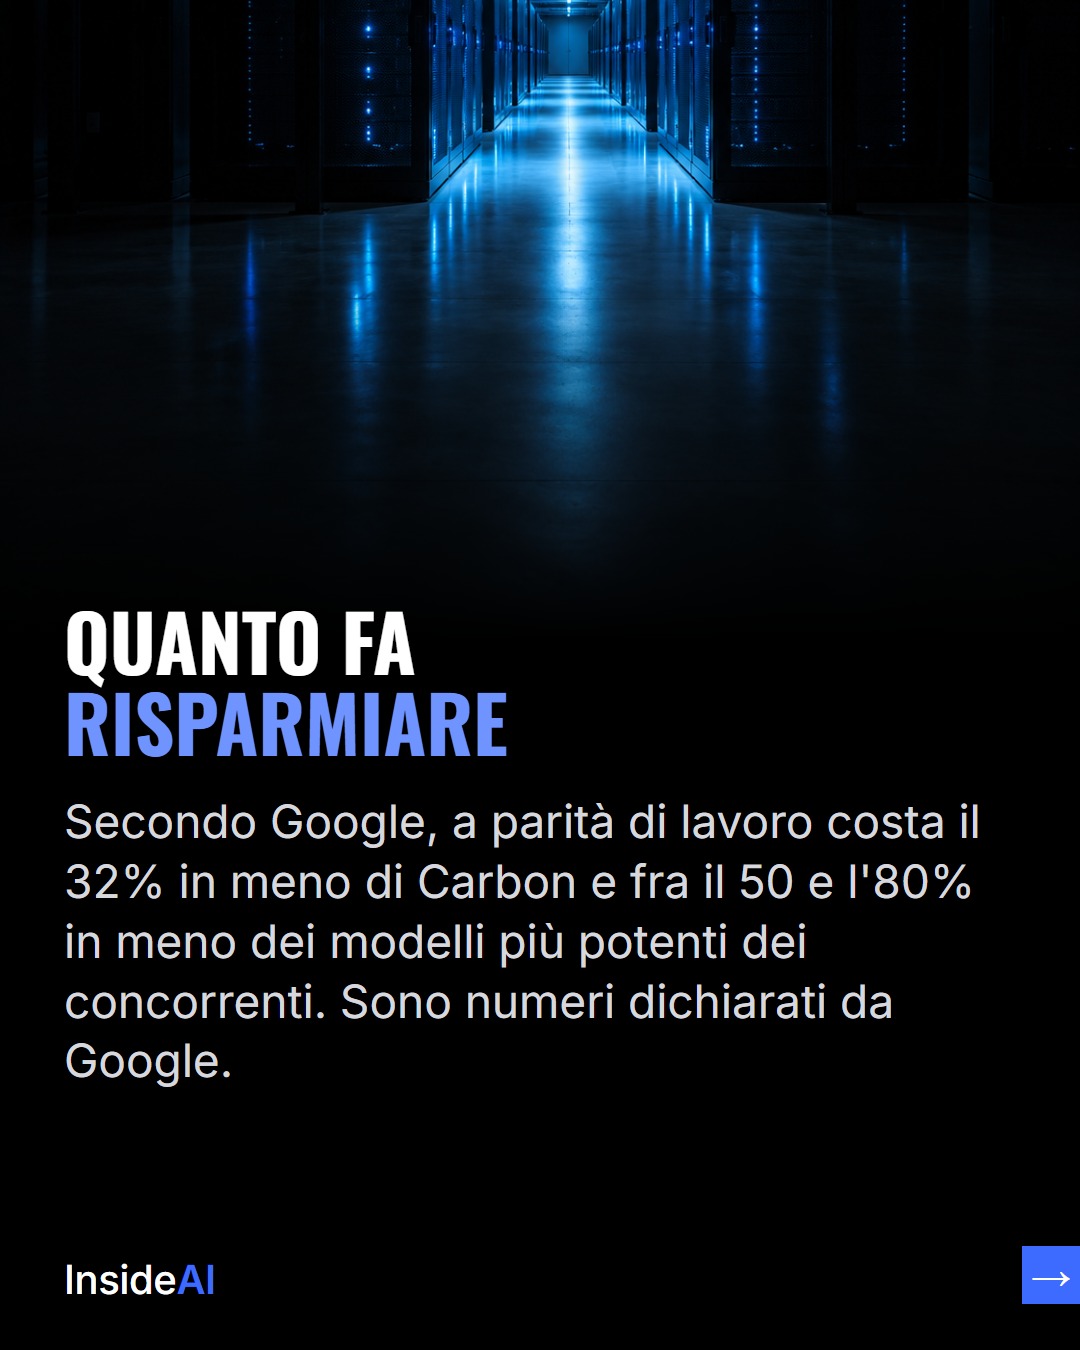 QUANTO FA
RISPARMIARE
Secondo Google, a parità di lavoro costa il
32% in meno di Carbon e fra il 50 e l'80%
in meno dei modelli più potenti dei
concorrenti. Sono numeri dichiarati da
Google.
InsideAI
→